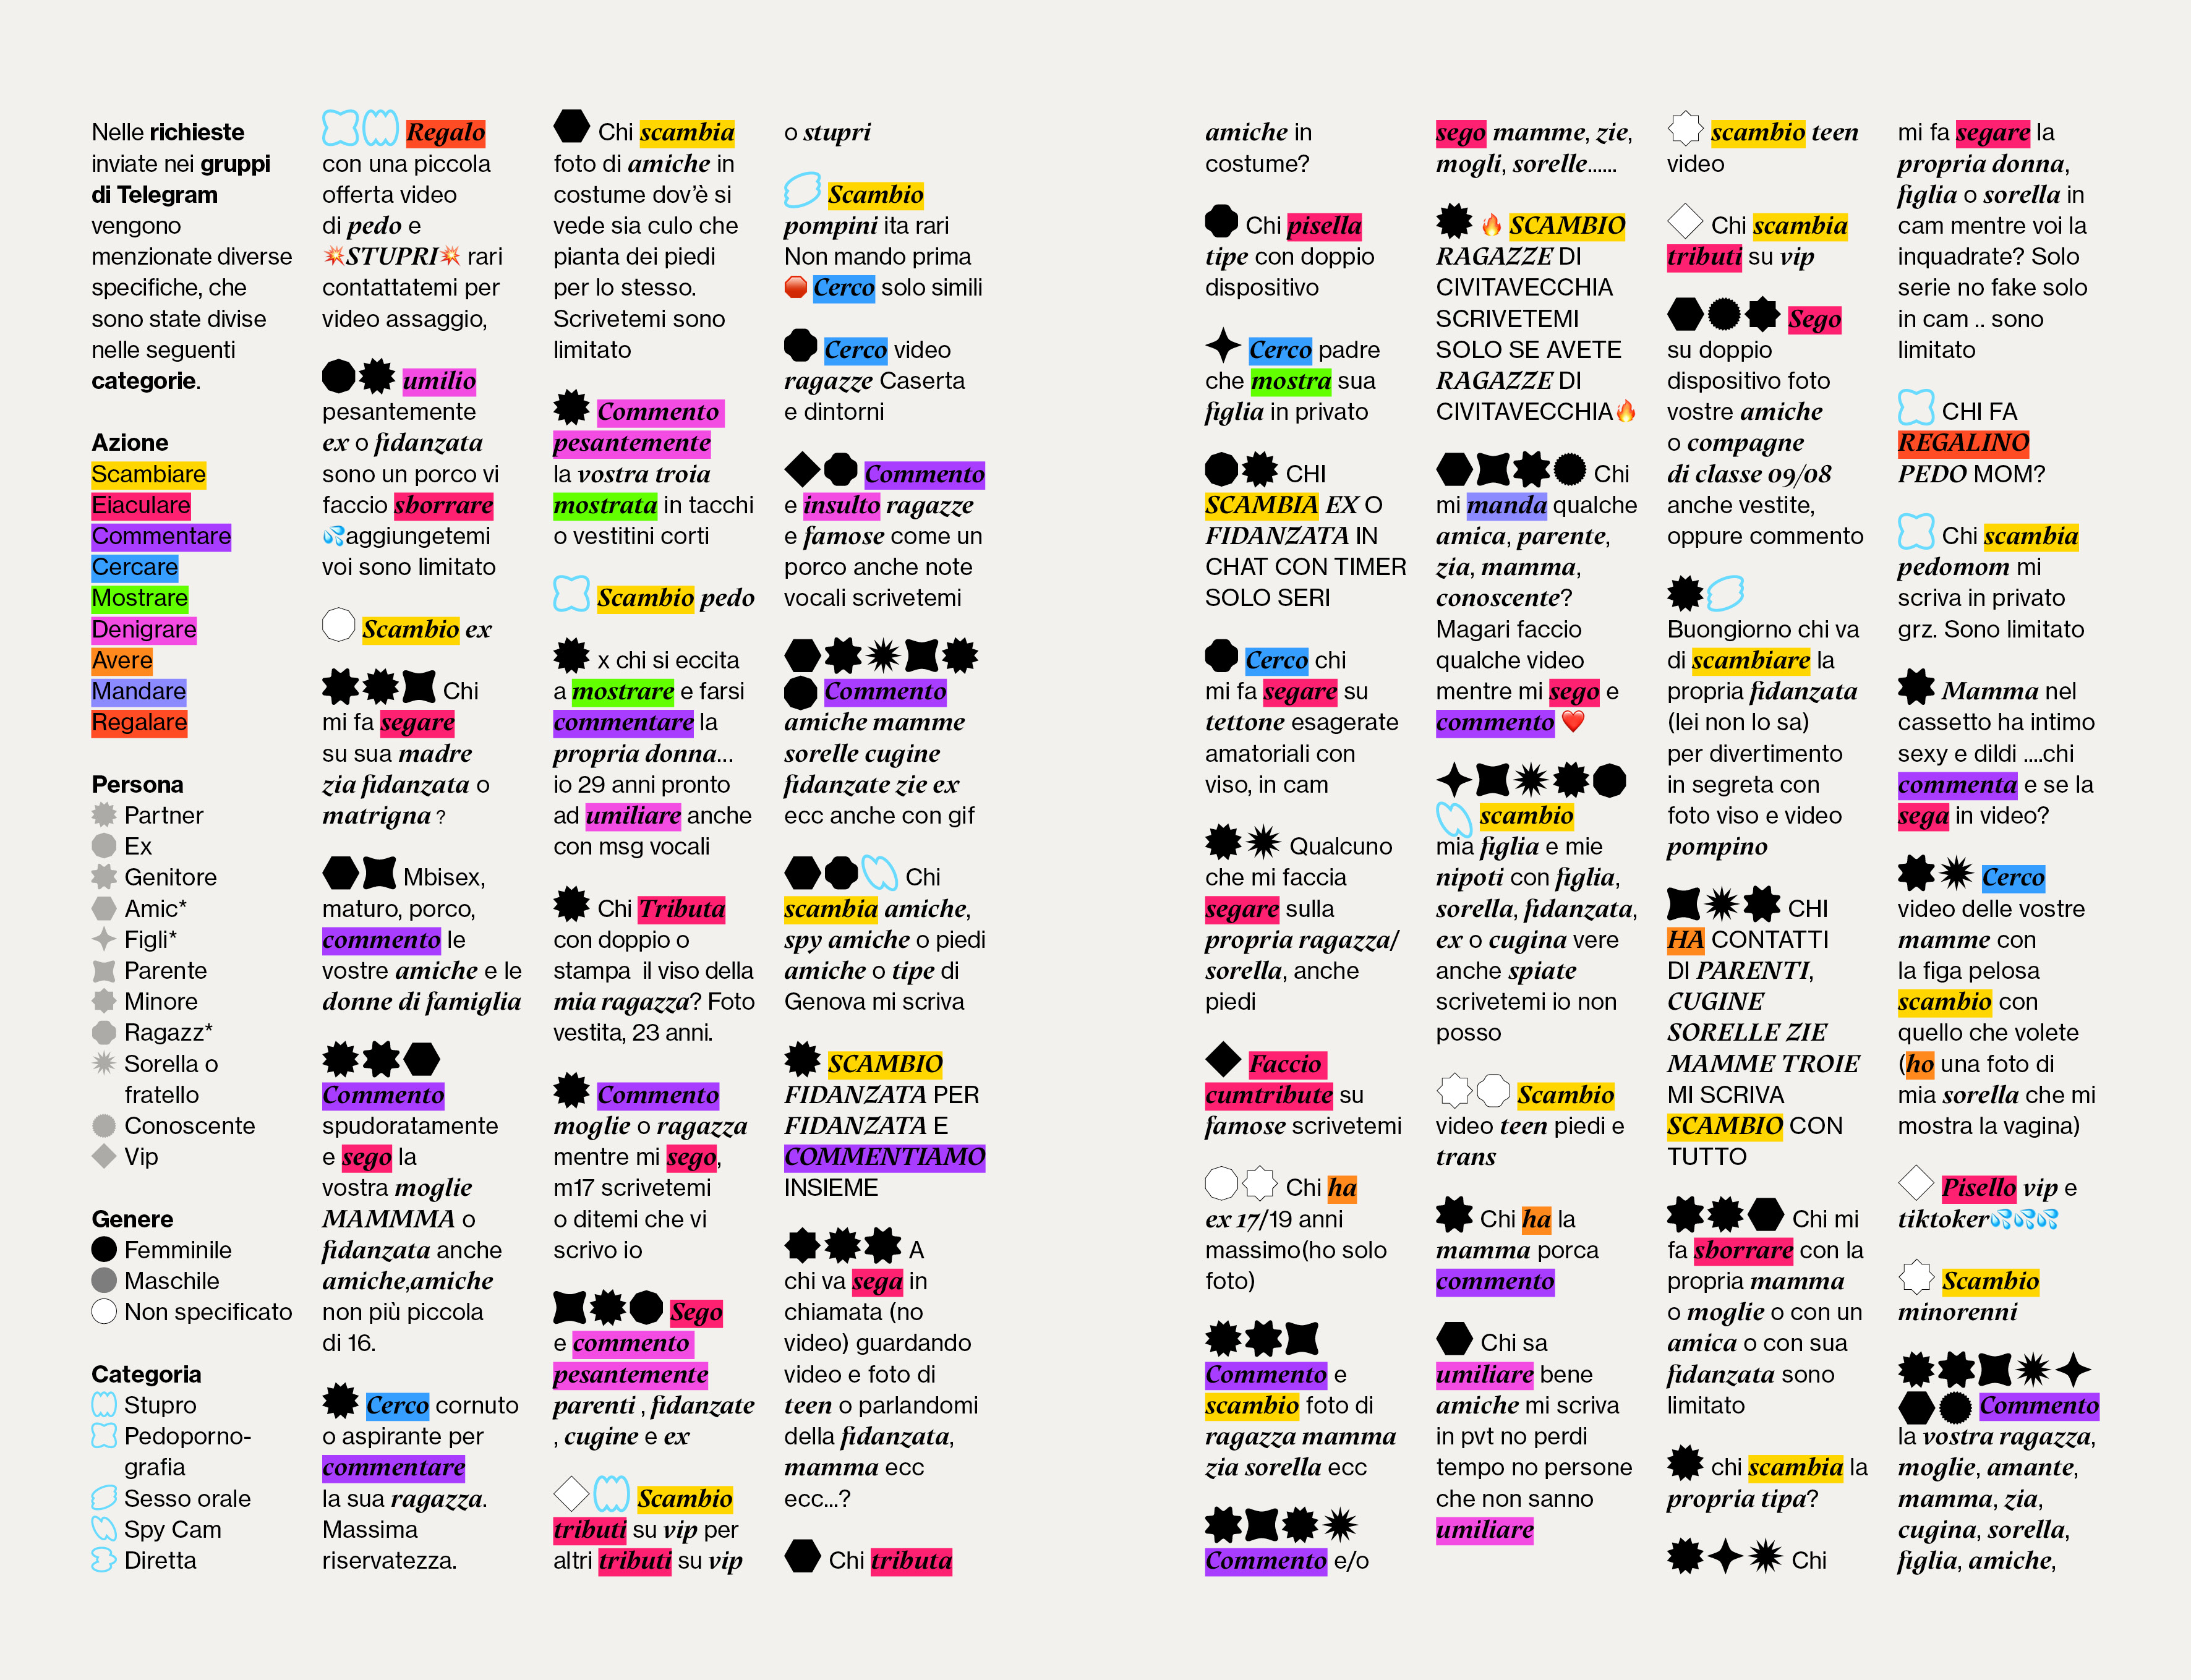 Nelle richieste
inviate nei gruppi
di Telegram
vengono
menzionate diverse
specifiche, che
sono state divise
nelle seguenti
categorie.
Azione
Scambiare
Eiaculare
Commentare
Cercare
Mostrare
Denigrare
Avere
Mandare
Regalare
Persona
Partner
Ex
Genitore
Amic*
Figli*
Parente
Minore
Ragazz*
Sorella o
fratello
Conoscente
Vip
Genere
Femminile
Maschile
Non specificato
Categoria
Stupro
Pedoporno-
grafia
Sesso orale
Spy Cam
Diretta
Regalo
con una piccola
offerta video
di pedo e
💥STUPRI💥 rari
contattatemi per
video assaggio,
umilio
pesantemente
ex o fidanzata
sono un porco vi
faccio sborrare
💦aggiungetemi
voi sono limitato
Scambio ex
Chi
mi fa segare
su sua madre
zia fidanzata o
matrigna ?
Mbisex,
maturo, porco,
commento le
vostre amiche e le
donne di famiglia
Commento
spudoratamente
e sego la
vostra moglie
MAMMMA o
fidanzata anche
amiche,amiche
non più piccola
di 16.
Cerco cornuto
o aspirante per
commentare
la sua ragazza.
Massima
riservatezza.
Chi scambia
foto di amiche in
costume dov’è si
vede sia culo che
pianta dei piedi
per lo stesso.
Scrivetemi sono
limitato
Commento
pesantemente
la vostra troia
mostrata in tacchi
o vestitini corti
Scambio pedo
x chi si eccita
a mostrare e farsi
commentare la
propria donna...
io 29 anni pronto
ad umiliare anche
con msg vocali
Chi Tributa
con doppio o
stampa il viso della
mia ragazza? Foto
vestita, 23 anni.
Commento
moglie o ragazza
mentre mi sego,
m17 scrivetemi
o ditemi che vi
scrivo io
Sego
e commento
pesantemente
parenti , fidanzate
, cugine e ex
Scambio
tributi su vip per
altri tributi su vip
o stupri
Scambio
pompini ita rari
Non mando prima
🛑 Cerco solo simili
Cerco video
ragazze Caserta
e dintorni
Commento
e insulto ragazze
e famose come un
porco anche note
vocali scrivetemi
Commento
amiche mamme
sorelle cugine
fidanzate zie ex
ecc anche con gif
Chi
scambia amiche,
spy amiche o piedi
amiche o tipe di
Genova mi scriva
SCAMBIO
FIDANZATA PER
FIDANZATA E
COMMENTIAMO
INSIEME
A
chi va sega in
chiamata (no
video) guardando
video e foto di
teen o parlandomi
della fidanzata,
mamma ecc
ecc...?
Chi tributa
amiche in
costume?
Chi pisella
tipe con doppio
dispositivo
Cerco padre
che mostra sua
figlia in privato
CHI
SCAMBIA EX O
FIDANZATA IN
CHAT CON TIMER
SOLO SERI
Cerco chi
mi fa segare su
tettone esagerate
amatoriali con
viso, in cam
Qualcuno
che mi faccia
segare sulla
propria ragazza/
sorella, anche
piedi
Faccio
cumtribute su
famose scrivetemi
Chi ha
ex 17/19 anni
massimo(ho solo
foto)
Commento e
scambio foto di
ragazza mamma
zia sorella ecc
Commento e/o
sego mamme, zie,
mogli, sorelle......
🔥 SCAMBIO
RAGAZZE DI
CIVITAVECCHIA
SCRIVETEMI
SOLO SE AVETE
RAGAZZE DI
CIVITAVECCHIA🔥
Chi
mi manda qualche
amica, parente,
zia, mamma,
conoscente?
Magari faccio
qualche video
mentre mi sego e
commento ❤️
scambio
mia figlia e mie
nipoti con figlia,
sorella, fidanzata,
ex o cugina vere
anche spiate
scrivetemi io non
posso
Scambio
video teen piedi e
trans
Chi ha la
mamma porca
commento
Chi sa
umiliare bene
amiche mi scriva
in pvt no perdi
tempo no persone
che non sanno
umiliare
scambio teen
video
Chi scambia
tributi su vip
Sego
su doppio
dispositivo foto
vostre amiche
o compagne
di classe 09/08
anche vestite,
oppure commento
Buongiorno chi va
di scambiare la
propria fidanzata
(lei non lo sa)
per divertimento
in segreta con
foto viso e video
pompino
CHI
HA CONTATTI
DI PARENTI,
CUGINE
SORELLE ZIE
MAMME TROIE
MI SCRIVA
SCAMBIO CON
TUTTO
Chi mi
fa sborrare con la
propria mamma
o moglie o con un
amica o con sua
fidanzata sono
limitato
chi scambia la
propria tipa?
Chi
mi fa segare la
propria donna,
figlia o sorella in
cam mentre voi la
inquadrate? Solo
serie no fake solo
in cam .. sono
limitato
CHI FA
REGALINO
PEDO MOM?
Chi scambia
pedomom mi
scriva in privato
grz. Sono limitato
Mamma nel
cassetto ha intimo
sexy e dildi ....chi
commenta e se la
sega in video?
Cerco
video delle vostre
mamme con
la figa pelosa
scambio con
quello che volete
(ho una foto di
mia sorella che mi
mostra la vagina)
Pisello vip e
tiktoker💦💦💦
Scambio
minorenni
Commento
la vostra ragazza,
moglie, amante,
mamma, zia,
cugina, sorella,
figlia, amiche,